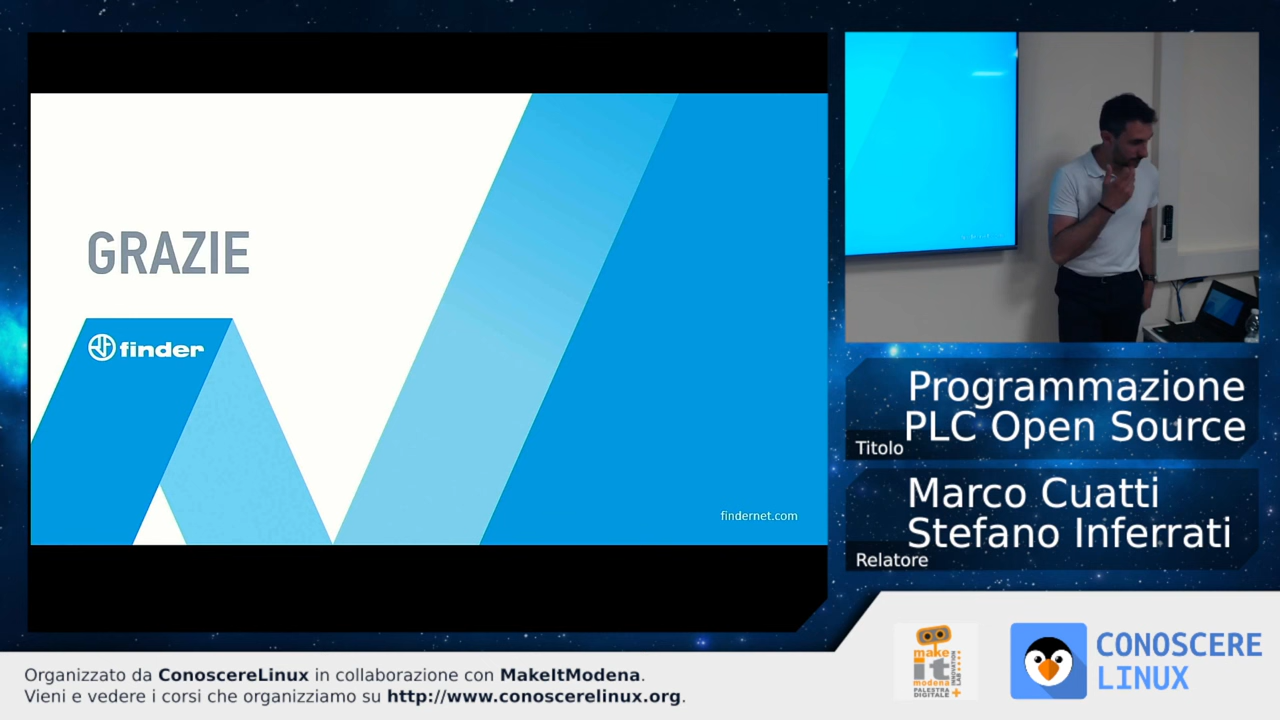 GRAZIE
finder
findernet.com
Programmazione
PLC Open Source
Titolo
Marco Cuatti
Stefano Inferrati
Relatore
Organizzato da ConoscereLinux in collaborazione con MakeItModena.
Vieni e vedere i corsi che organizziamo su http://www.conoscerelinux.org.
make
it
modena
PALESTRA
DIGITALE
INNOVATION
LAB
CONOSCERE
LINUX